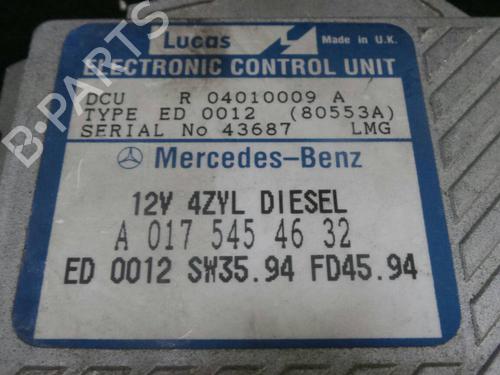 Lucas
Made in U.K.
ELECTRONIC CONTROL UNIT
DCU R 04010009 A
TYPE ED 0012 (80553A)
SERIAL No 43687 LMG
Mercedes-Benz
12V 4ZYL DIESEL
A 017 545 46 32
ED 0012 SW35.94 FD45.94
B-PARTS